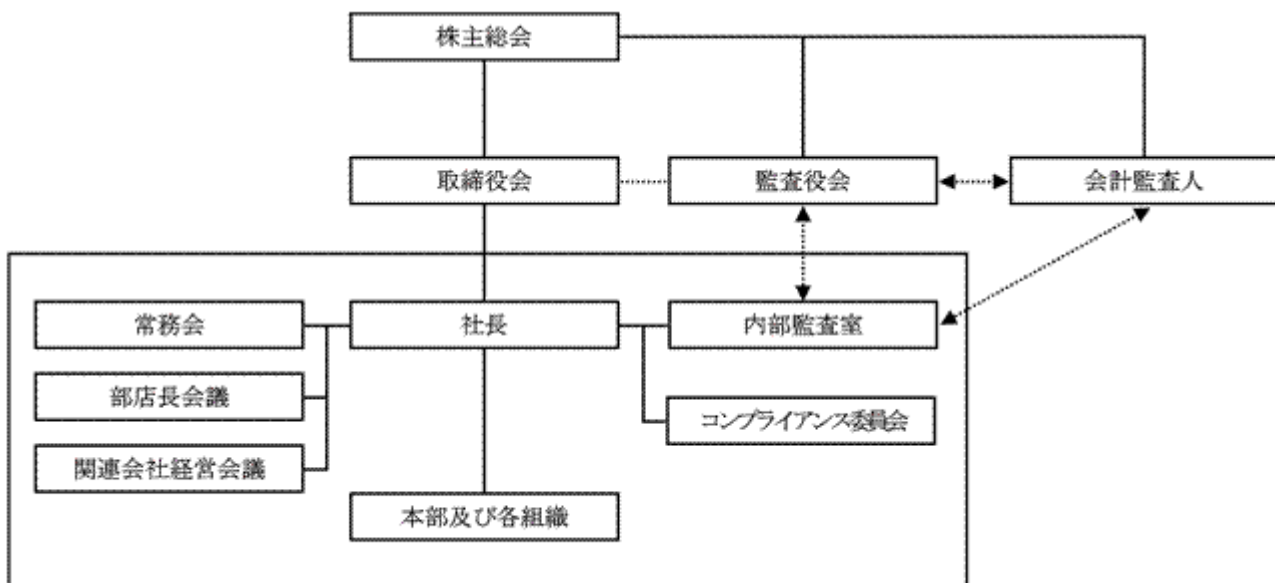 株主総会
取締役会
監査役会
会計監査人
常務会
社長
内部監査室
部店長会議
コンプライアンス委員会
関連会社経営会議
本部及び各組織